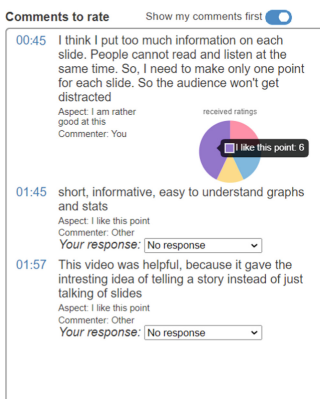 Comments to rate
Show my comments first
00:45 I think I put too much information on each
slide. People cannot read and listen at the
same time. So, I need to make only one point
for each slide. So the audience won't get
distracted
Aspect: I am rather
good at this
Commenter: You
received ratings
I like this point: 6
01:45 short, informative, easy to understand graphs
and stats
Aspect: I like this point
Commenter: Other
Your response: No response
01:57 This video was helpful, because it gave the
intresting idea of telling a story instead of just
talking of slides
Aspect: I like this point
Commenter: Other
Your response: No response